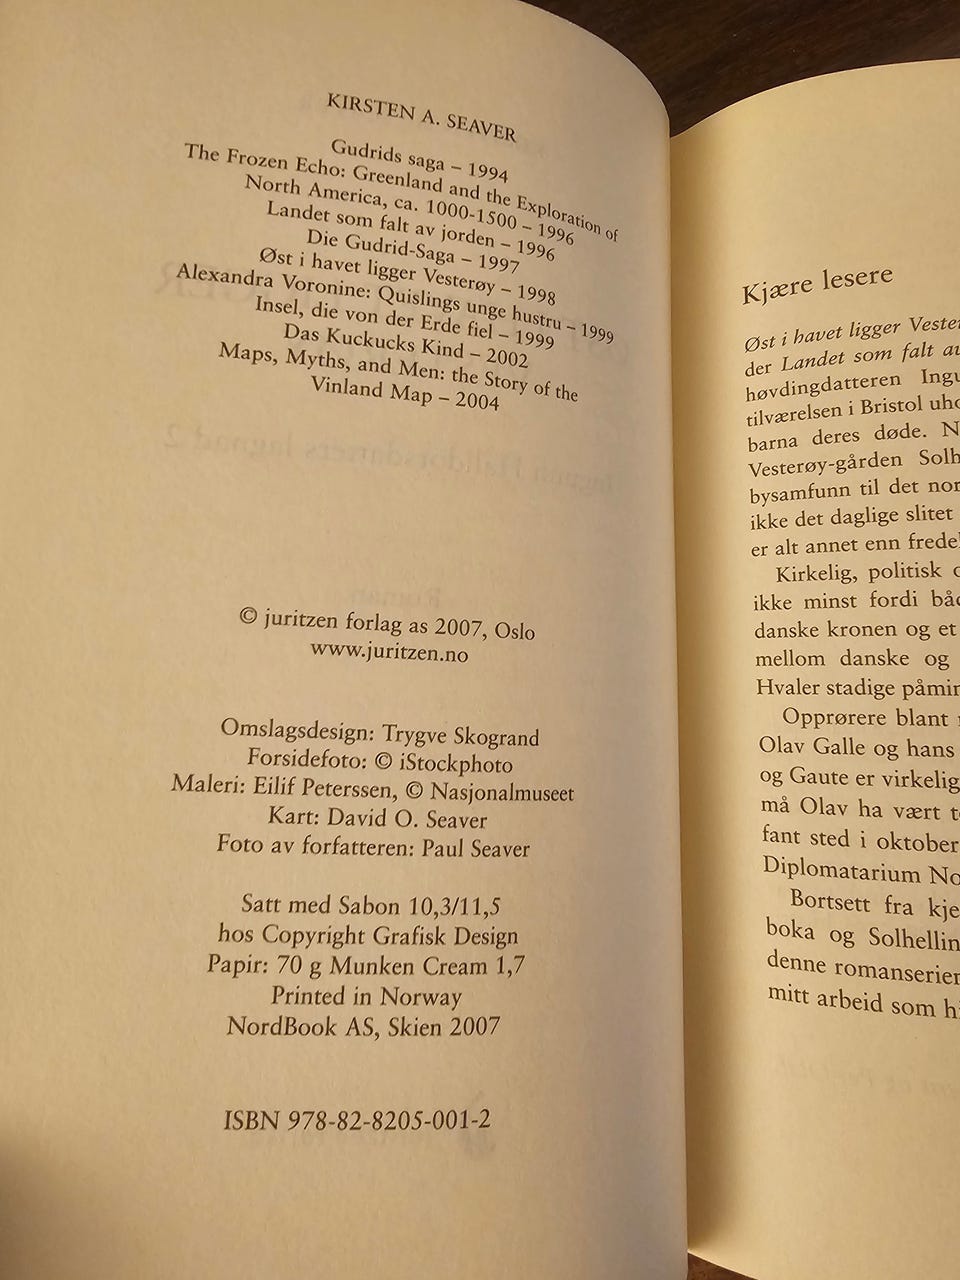 KIRSTEN A. SEAVER
Gudrids saga – 1994
The Frozen Echo: Greenland and the Exploration of
North America, ca. 1000-1500 – 1996
Landet som falt av jorden – 1996
Die Gudrid-Saga – 1997
Øst i havet ligger Vesterøy – 1998
Alexandra Voronine: Quislings unge hustru – 1999
Insel, die von der Erde fiel – 1999
Das Kuckucks Kind – 2002
Maps, Myths, and Men: the Story of the
Vinland Map – 2004
© juritzen forlag as 2007, Oslo
www.juritzen.no
Omslagsdesign: Trygve Skogrand
Forsidefoto: © iStockphoto
Maleri: Eilif Peterssen, © Nasjonalmuseet
Kart: David O. Seaver
Foto av forfatteren: Paul Seaver
Satt med Sabon 10,3/11,5
hos Copyright Grafisk Design
Papir: 70 g Munken Cream 1,7
Printed in Norway
NordBook AS, Skien 2007
ISBN 978-82-8205-001-2
Kjære lesere
Øst i havet ligger Vester
der Landet som falt av
høvdingdatteren Ingu
tilværelsen i Bristol uho
barna deres døde. N
Vesterøy-gården Solh
bysamfunn til det nor
ikke det daglige slitet
er alt annet enn fredel
Kirkelig, politisk o
ikke minst fordi båd
danske kronen og et
mellom danske og
Hvaler stadige påmin
Opprørere blant
Olav Galle og hans
og Gaute er virkelig
må Olav ha vært t
fant sted i oktober
Diplomatarium No
Bortsett fra kje
boka og Solhellin
denne romanserien
mitt arbeid som hi